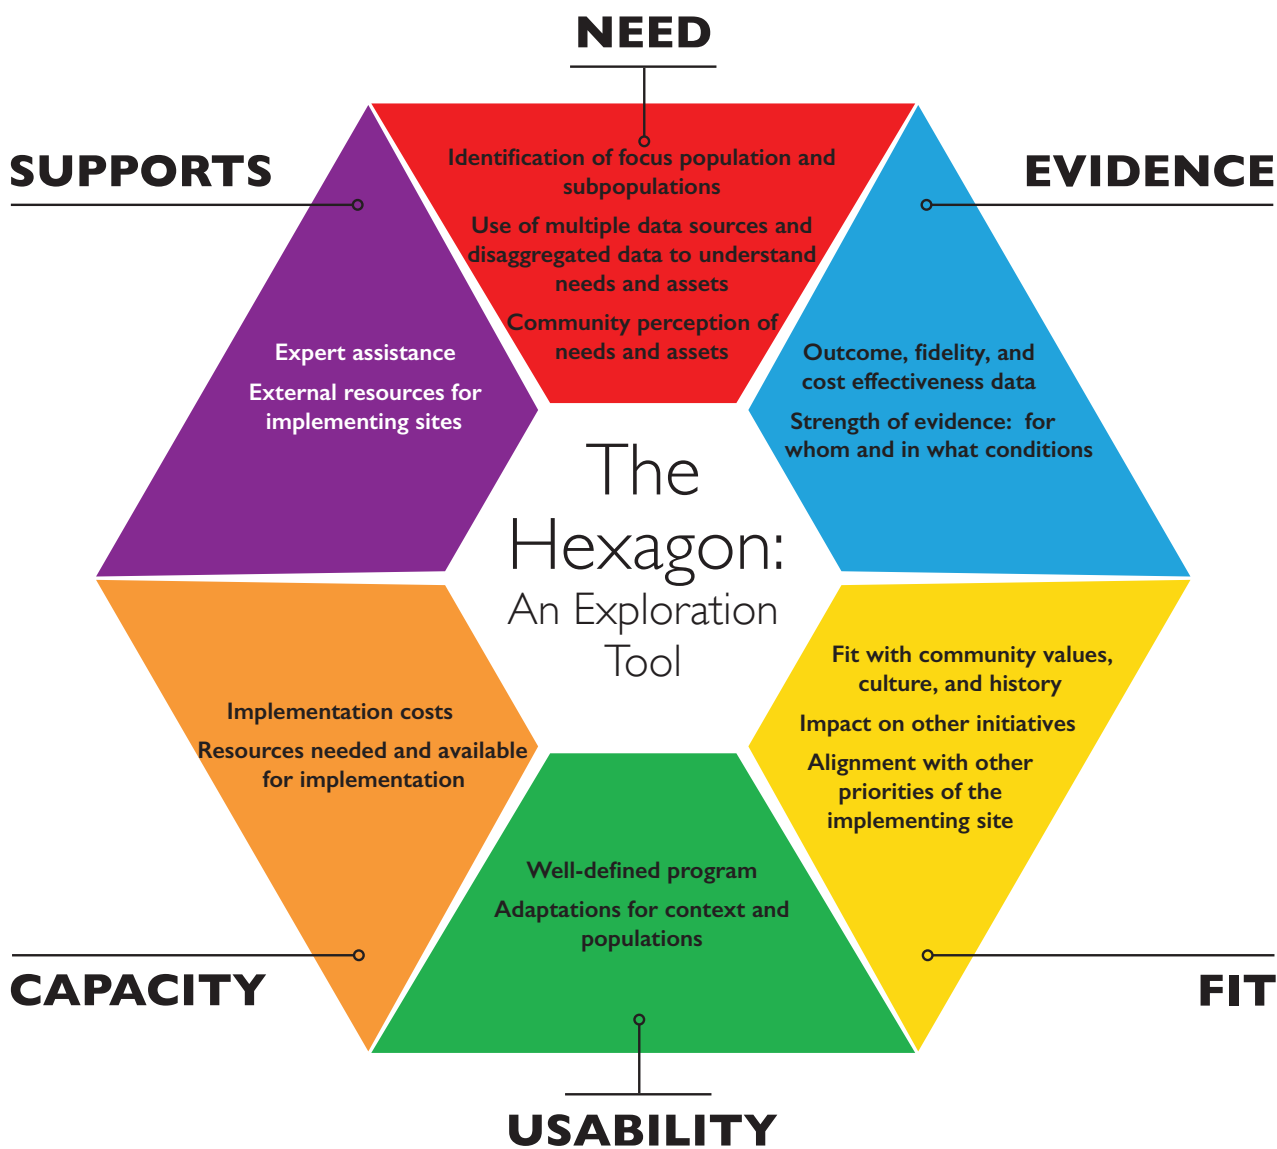 NEED
Identification of focus population and
subpopulations
Use of multiple data sources and
disaggregated data to understand
needs and assets
Community perception of
needs and assets
EVIDENCE
Outcome, fidelity, and
cost effectiveness data
Strength of evidence: for
whom and in what conditions
FIT
Fit with community values,
culture, and history
Impact on other initiatives
Alignment with other
priorities of the
implementing site
USABILITY
Well-defined program
Adaptations for context and
populations
CAPACITY
Implementation costs
Resources needed and available
for implementation
SUPPORTS
Expert assistance
External resources for
implementing sites
The
Hexagon:
An Exploration
Tool